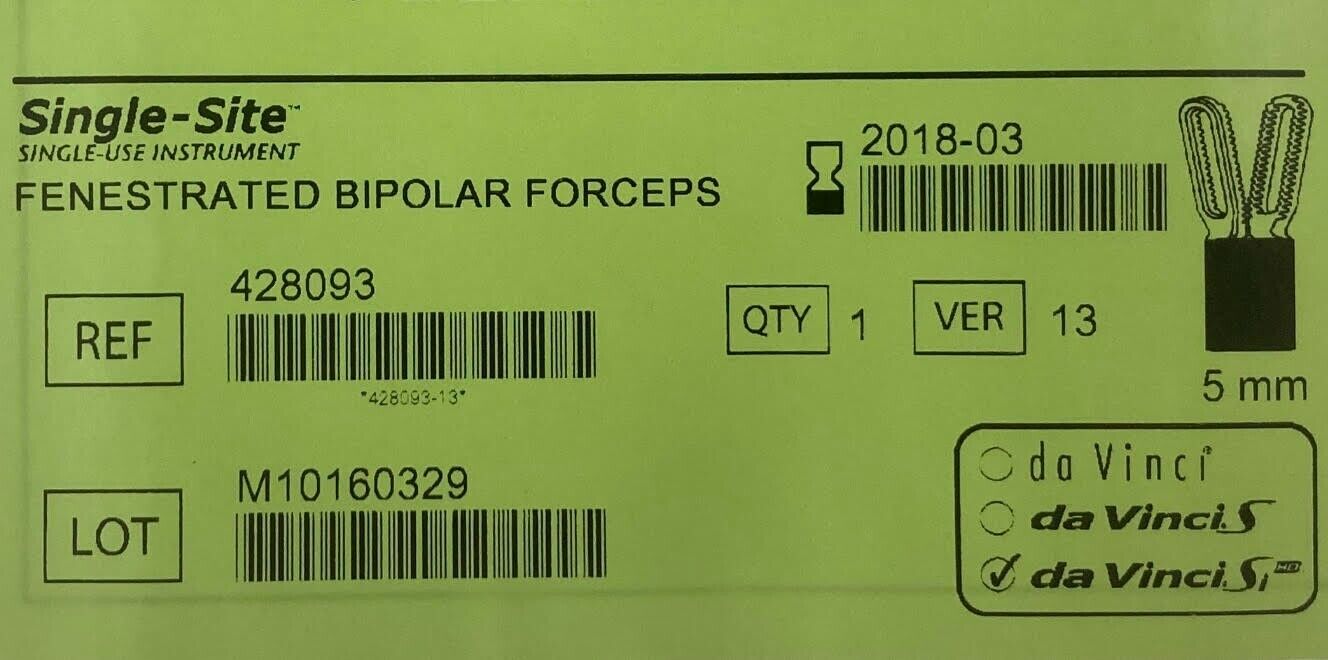 Single-Site™
SINGLE-USE INSTRUMENT
FENESTRATED BIPOLAR FORCEPS
2018-03
REF
428093
*428093-13*
QTY 1
VER 13
5 mm
LOT
M10160329
da Vinci®
da Vinci S
da Vinci Si HD